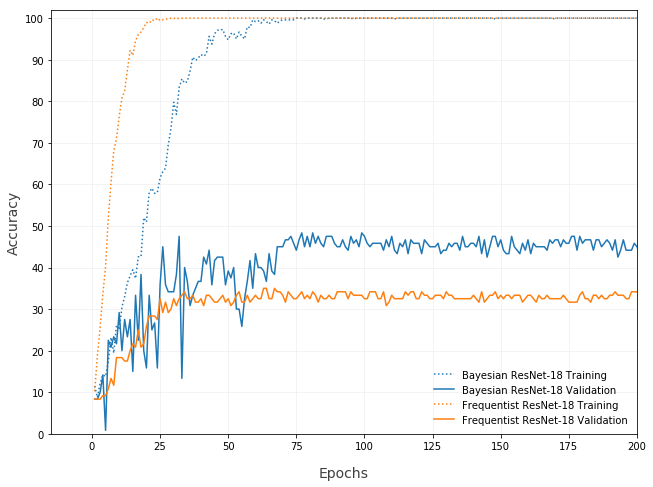 100
90
80
70
60
50
40
30
20
10
0
Accuracy
Bayesian ResNet-18 Training
Bayesian ResNet-18 Validation
Frequentist ResNet-18 Training
Frequentist ResNet-18 Validation
0 25 50 75 100 125 150 175 200
Epochs